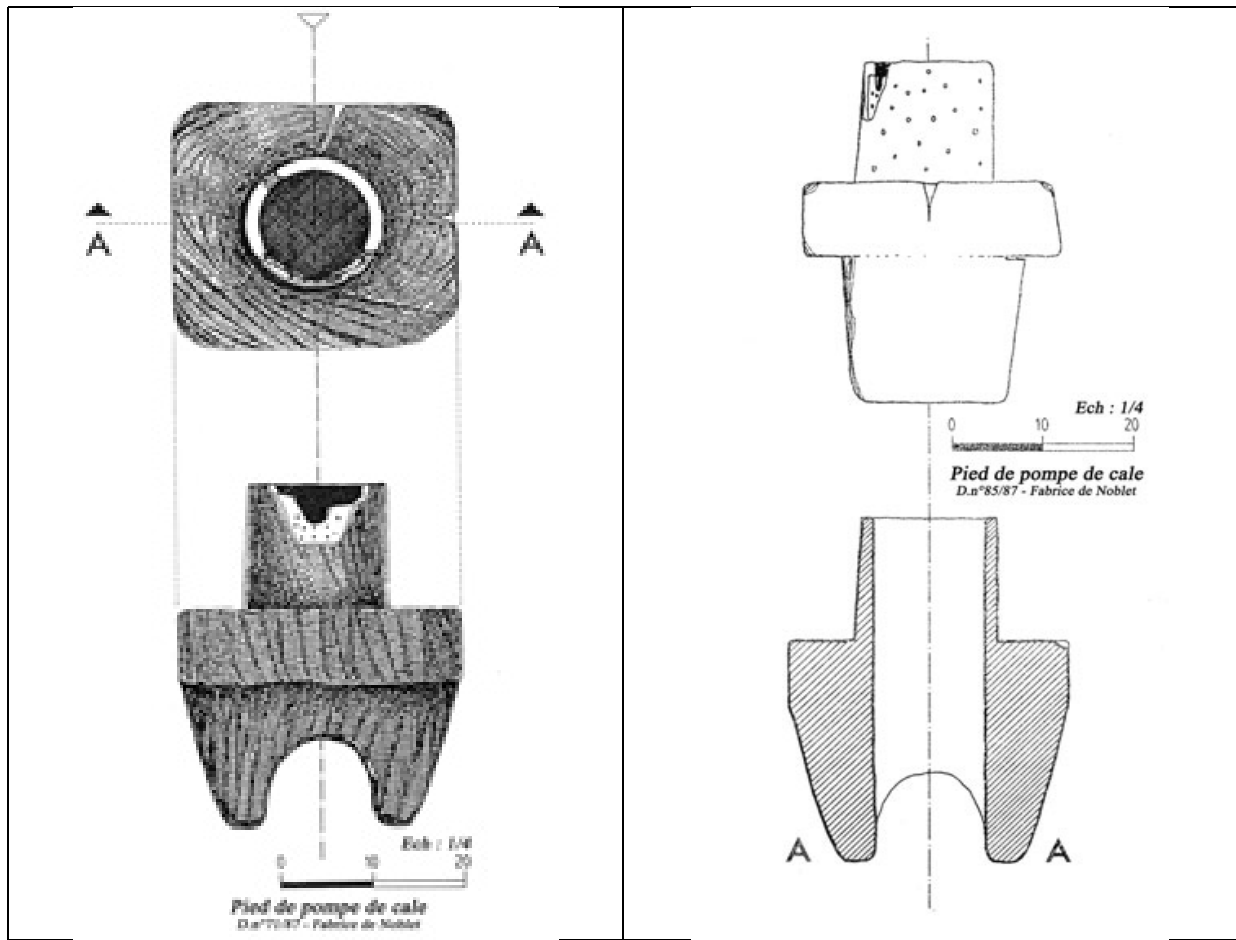 A
A
Ech : 1/4
0
10
20
Pied de pompe de cale
D.n°71/87 - Fabrice de Noblet
Ech : 1/4
0
10
20
Pied de pompe de cale
D.n°85/87 - Fabrice de Noblet
A
A